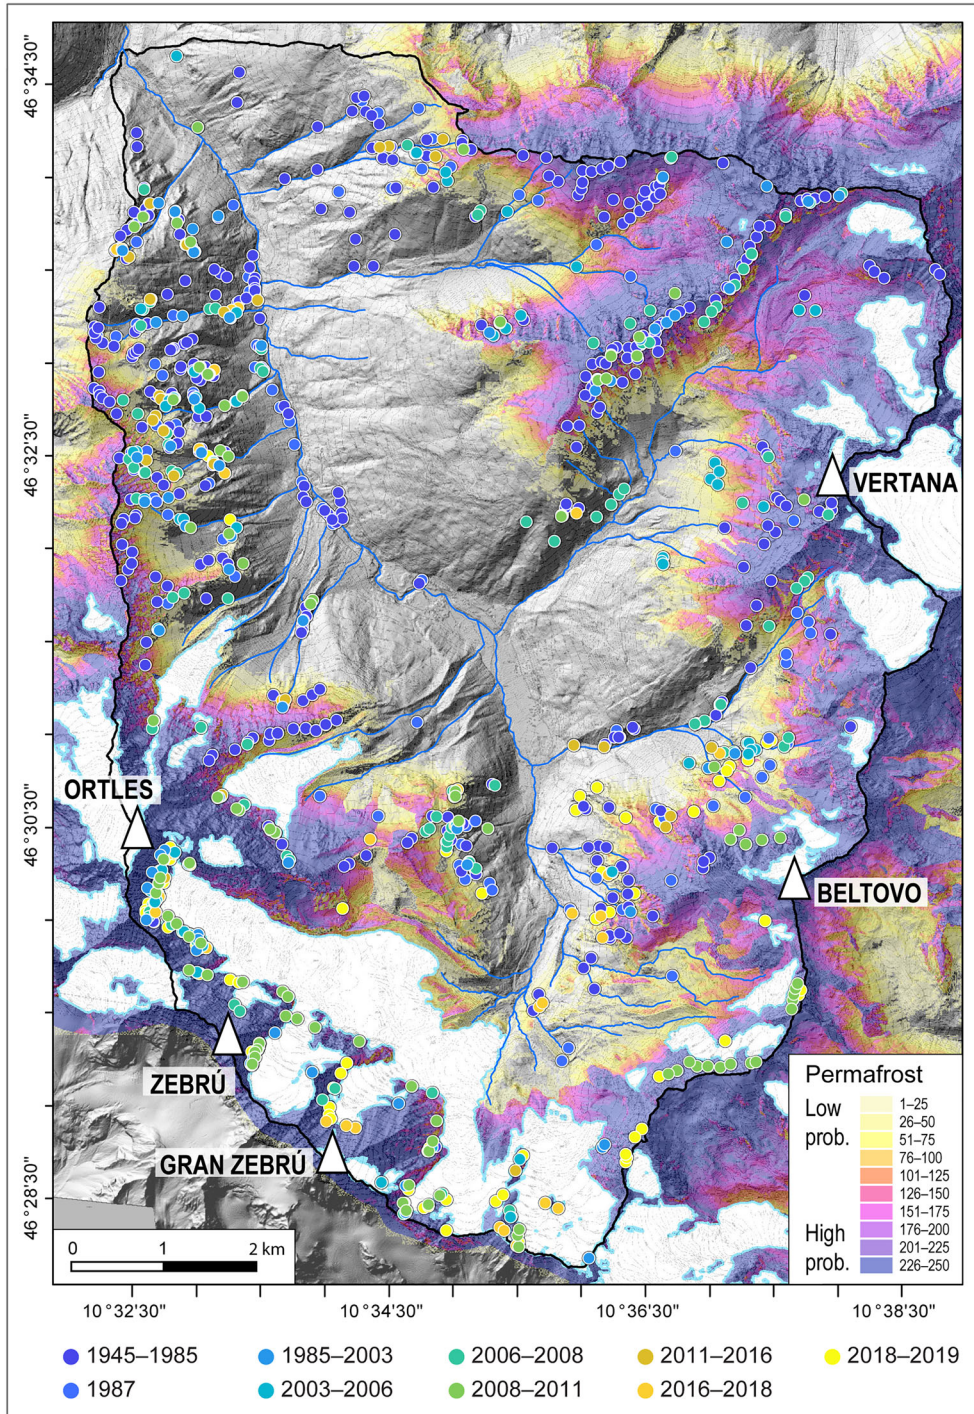 46°34'30"
46°32'30"
46°30'30"
46°28'30"
VERTANA
ORTLES
BELTOVO
ZEBRÚ
GRAN ZEBRÚ
Permafrost
Low
prob.
High
prob.
1–25
26–50
51–75
76–100
101–125
126–150
151–175
176–200
201–225
226–250
0 1 2 km
10°32'30" 10°34'30" 10°36'30" 10°38'30"
1945–1985 1985–2003 2006–2008 2011–2016 2018–2019
1987 2003–2006 2008–2011 2016–2018